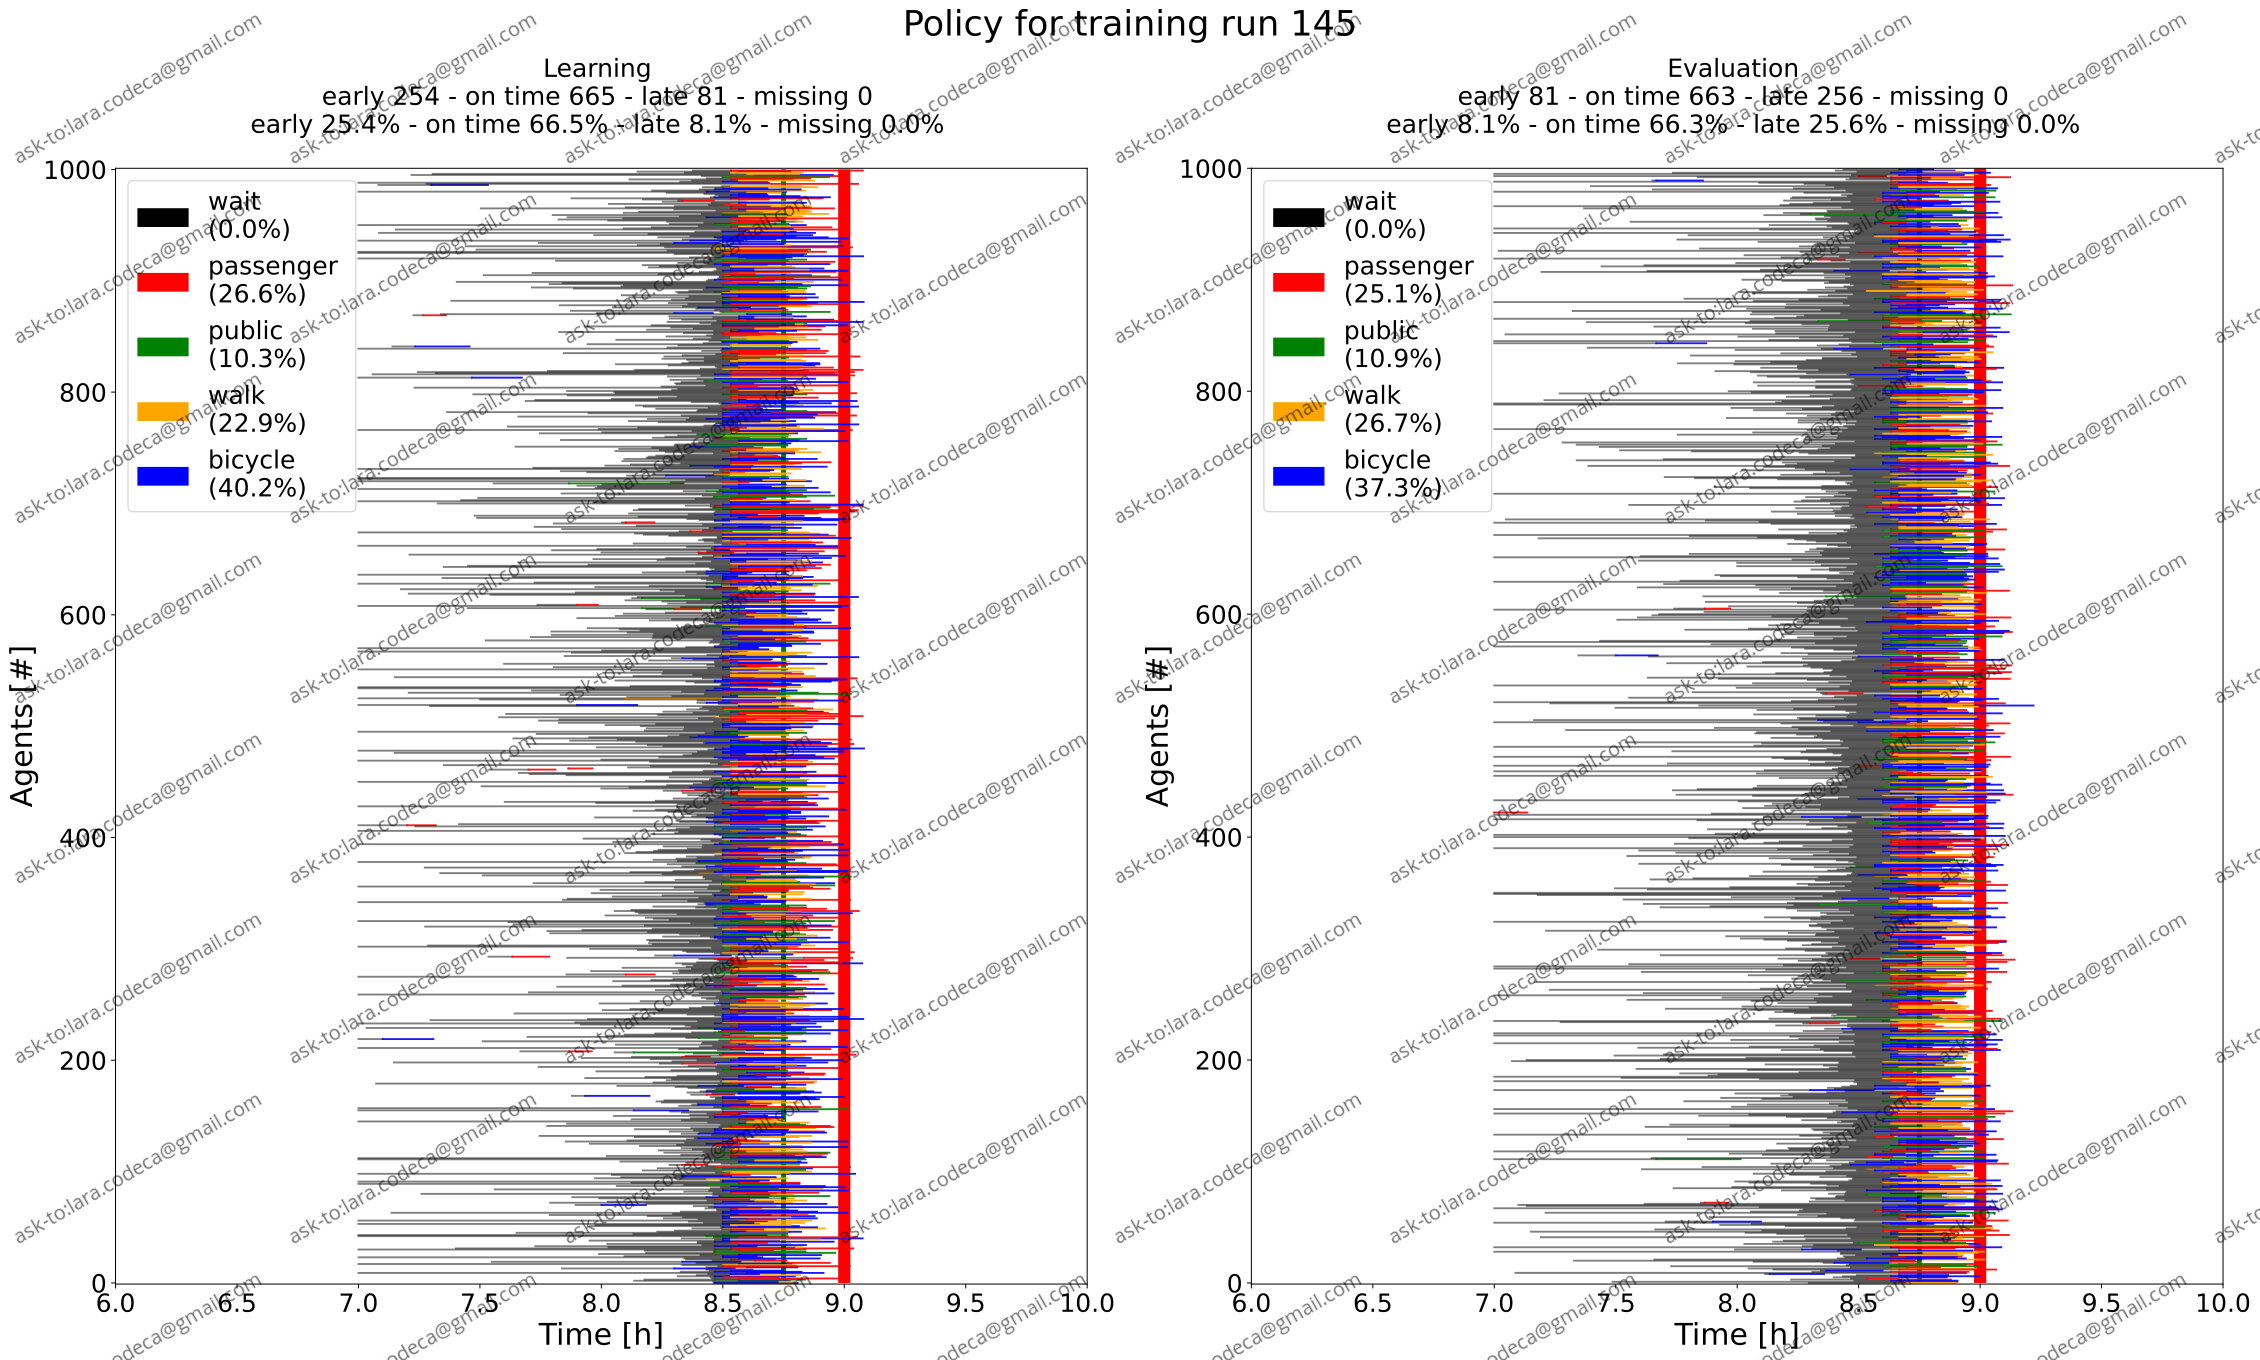 Policy for training run 145
Learning
early 254 - on time 665 - late 81 - missing 0
early 25.4% - on time 66.5% - late 8.1% - missing 0.0%
1000
800
600
400
200
0
Agents [#]
wait
(0.0%)
passenger
(26.6%)
public
(10.3%)
walk
(22.9%)
bicycle
(40.2%)
6.0 6.5 7.0 7.5 8.0 8.5 9.0 9.5 10.0
Time [h]
Evaluation
early 81 - on time 663 - late 256 - missing 0
early 8.1% - on time 66.3% - late 25.6% - missing 0.0%
1000
800
600
400
200
0
Agents [#]
wait
(0.0%)
passenger
(25.1%)
public
(10.9%)
walk
(26.7%)
bicycle
(37.3%)
6.0 6.5 7.0 7.5 8.0 8.5 9.0 9.5 10.0
Time [h]
ask-to:lara.codeca@gmail.com